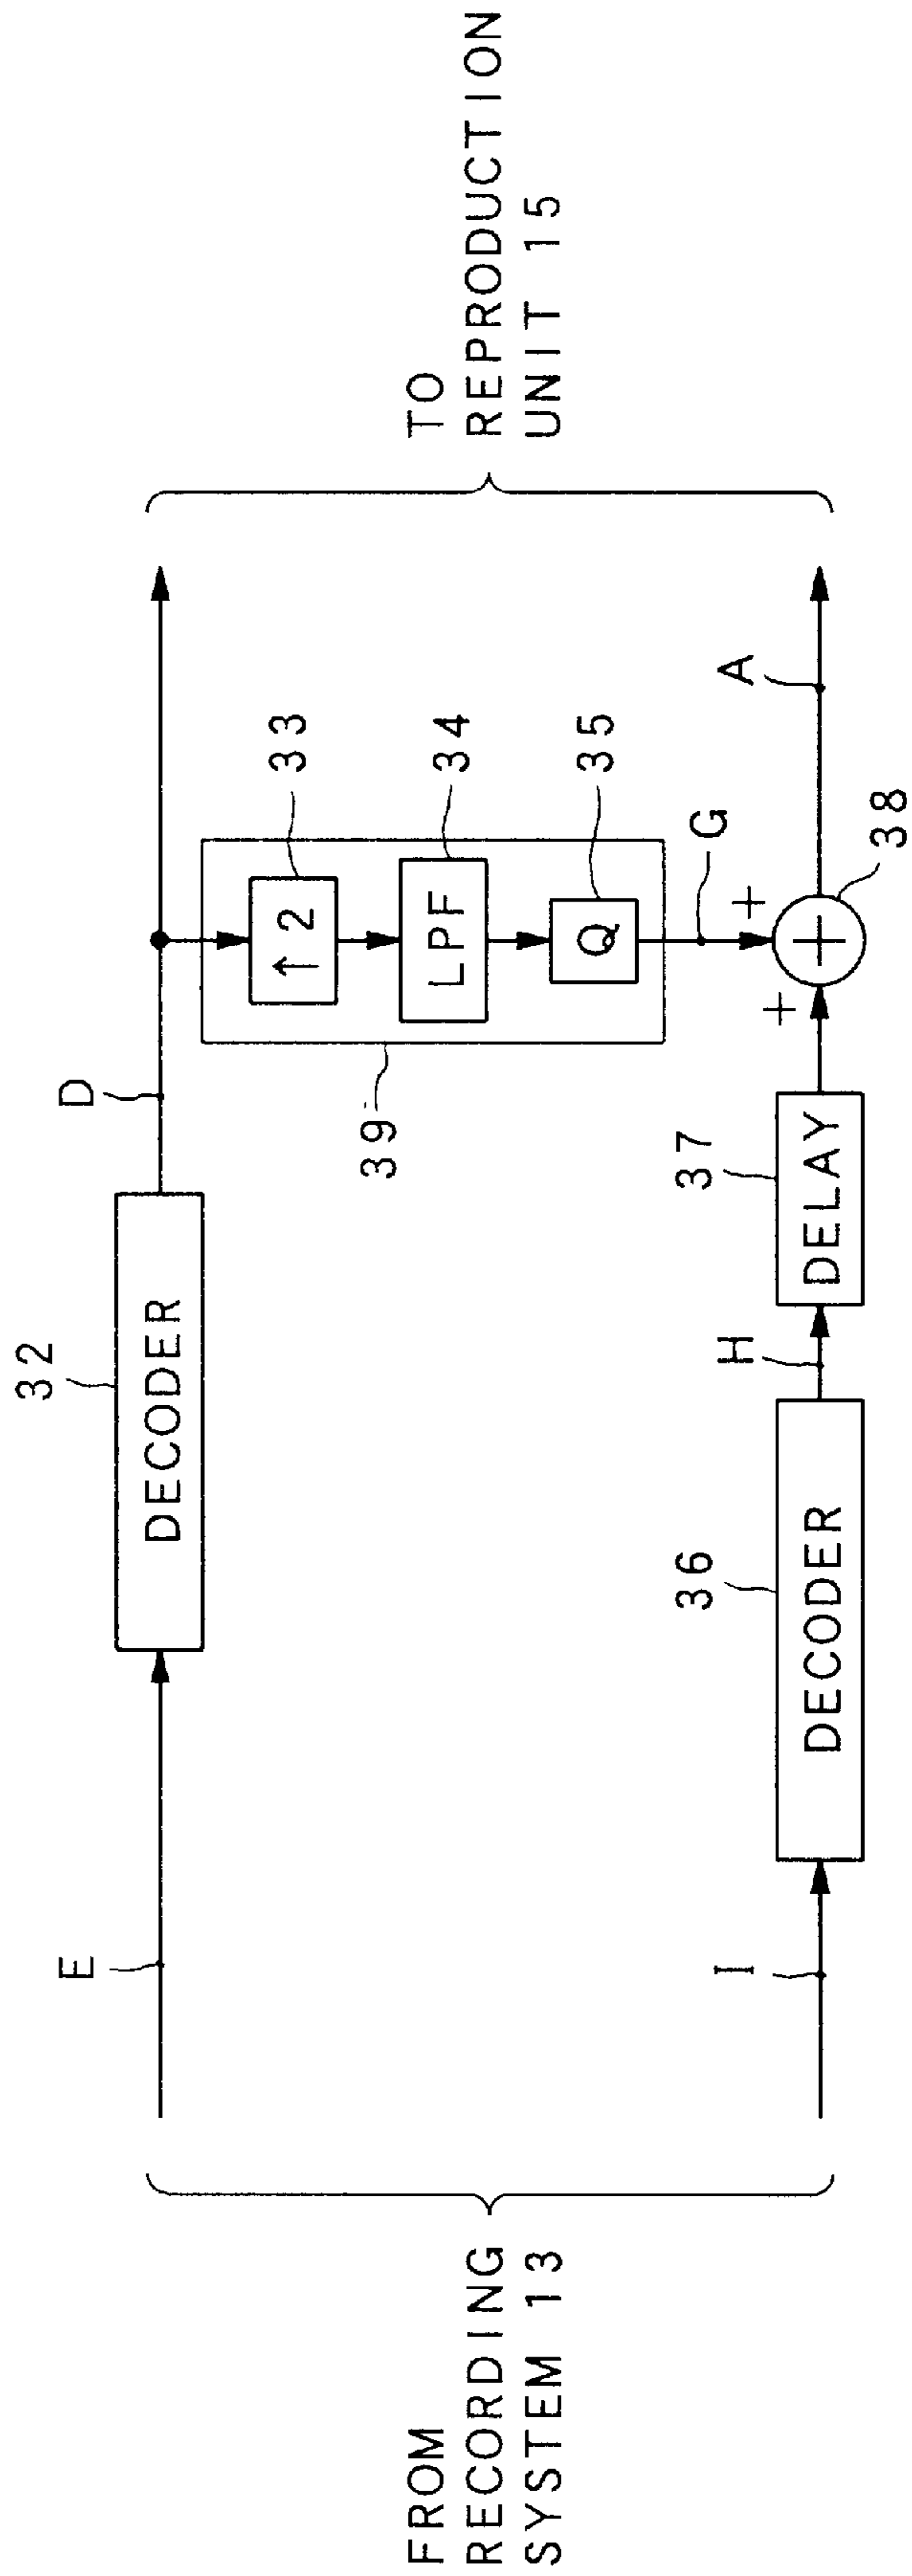 FROM
RECORDING
SYSTEM 13
E
32
DECODER
D
33
↑2
34
LPF
35
Q
39
G
+
I
36
DECODER
H
37
DELAY
+
+
38
A
TO
REPRODUCTION
UNIT 15